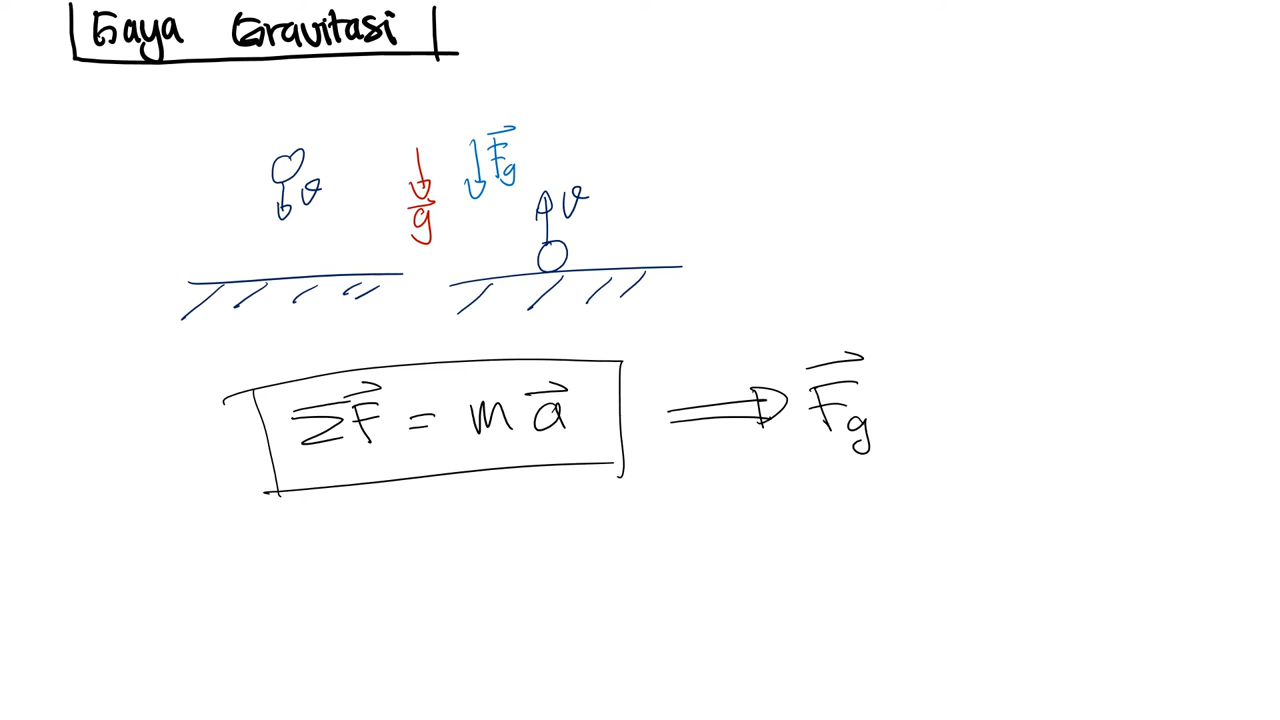 Gaya Gravitasi
v
g⃗
F⃗g
v
ΣF⃗ = m a⃗ ⟹ F⃗g